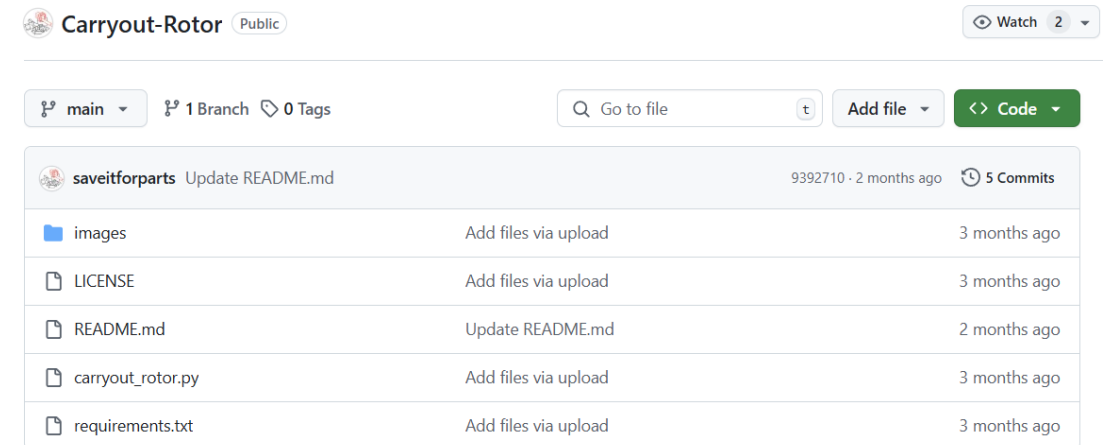 Carryout-Rotor Public Watch 2
main 1 Branch 0 Tags Go to file t Add file Code
saveitforparts Update README.md 9392710 · 2 months ago 5 Commits
images Add files via upload 3 months ago
LICENSE Add files via upload 3 months ago
README.md Update README.md 2 months ago
carryout_rotor.py Add files via upload 3 months ago
requirements.txt Add files via upload 3 months ago